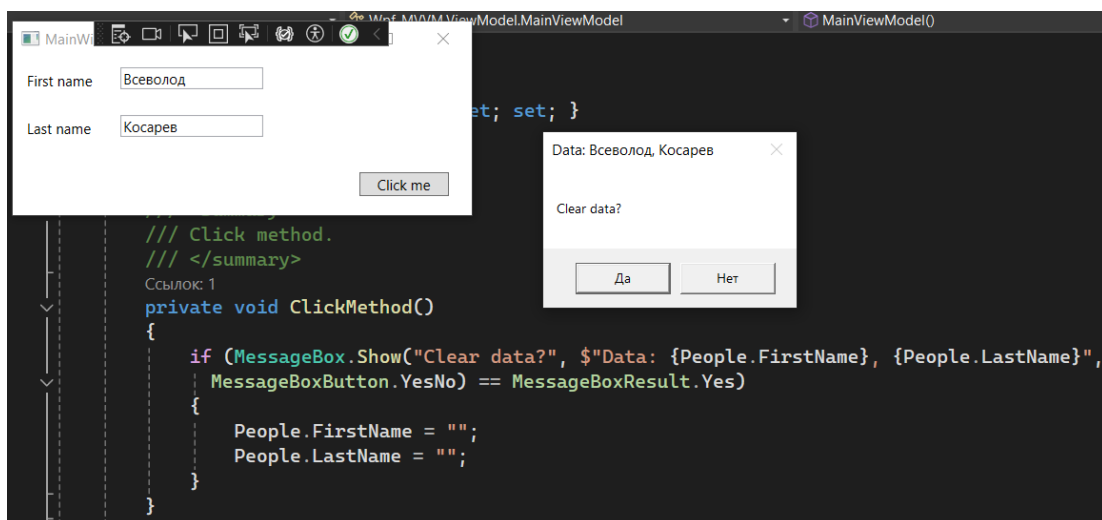 Wpf_MVVM.ViewModel.MainViewModel
MainViewModel()
MainWi
First name
Всеволод
Last name
Косарев
Click me
et; set; }
Data: Всеволод, Косарев
Clear data?
Да
Нет
/// Click method.
/// </summary>
Ссылок: 1
private void ClickMethod()
{
if (MessageBox.Show("Clear data?", $"Data: {People.FirstName}, {People.LastName}",
MessageBoxButton.YesNo) == MessageBoxResult.Yes)
{
People.FirstName = "";
People.LastName = "";
}
}